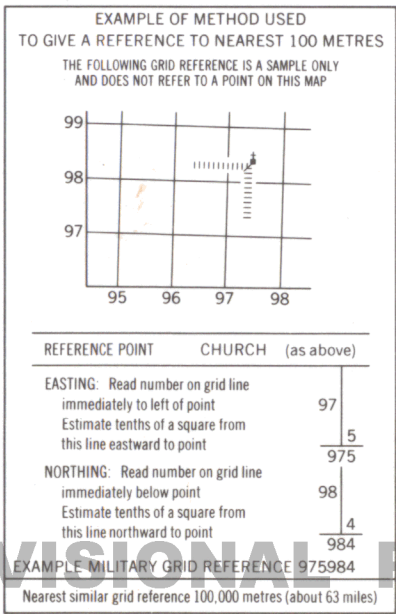 EXAMPLE OF METHOD USED
TO GIVE A REFERENCE TO NEAREST 100 METRES
THE FOLLOWING GRID REFERENCE IS A SAMPLE ONLY
AND DOES NOT REFER TO A POINT ON THIS MAP
99
98
97
95 96 97 98
REFERENCE POINT CHURCH (as above)
EASTING: Read number on grid line
immediately to left of point 97
Estimate tenths of a square from
this line eastward to point 5
975
NORTHING: Read number on grid line
immediately below point 98
Estimate tenths of a square from
this line northward to point 4
984
EXAMPLE MILITARY GRID REFERENCE 975984
Nearest similar grid reference 100,000 metres (about 63 miles)